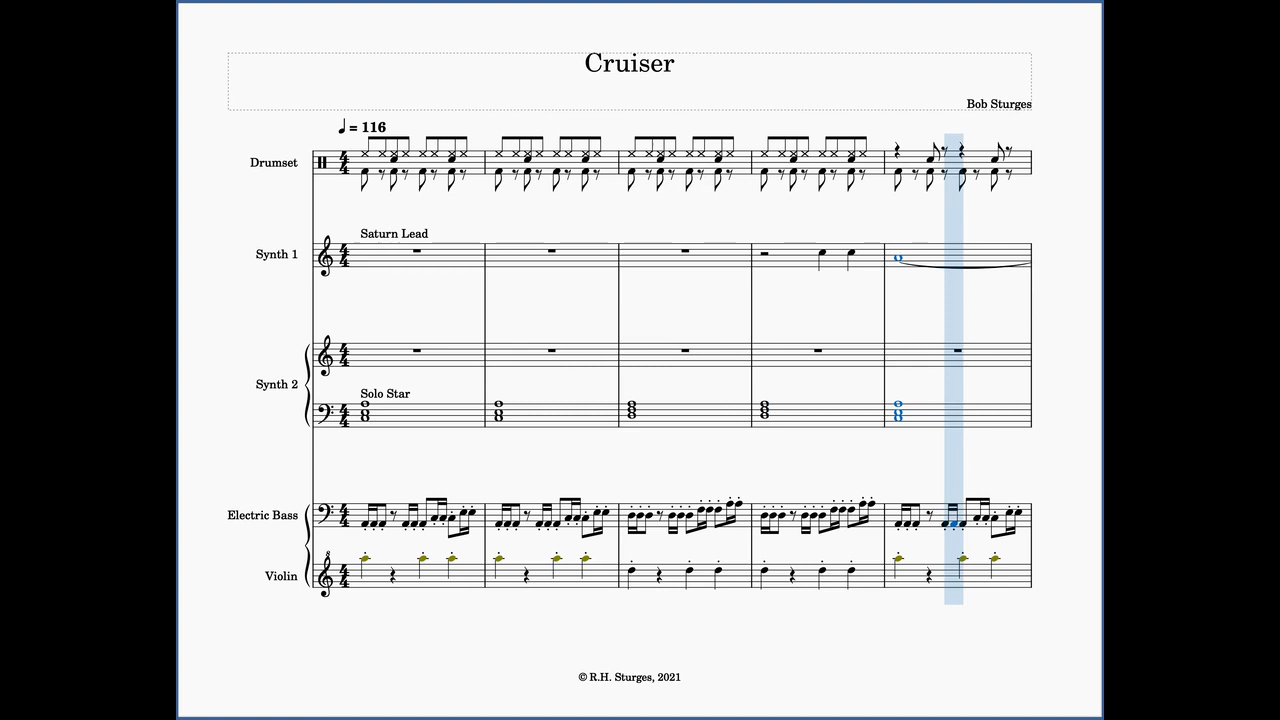 Cruiser
Bob Sturges
= 116
Drumset
Saturn Lead
Synth 1
Synth 2
Solo Star
Electric Bass
Violin
© R.H. Sturges, 2021